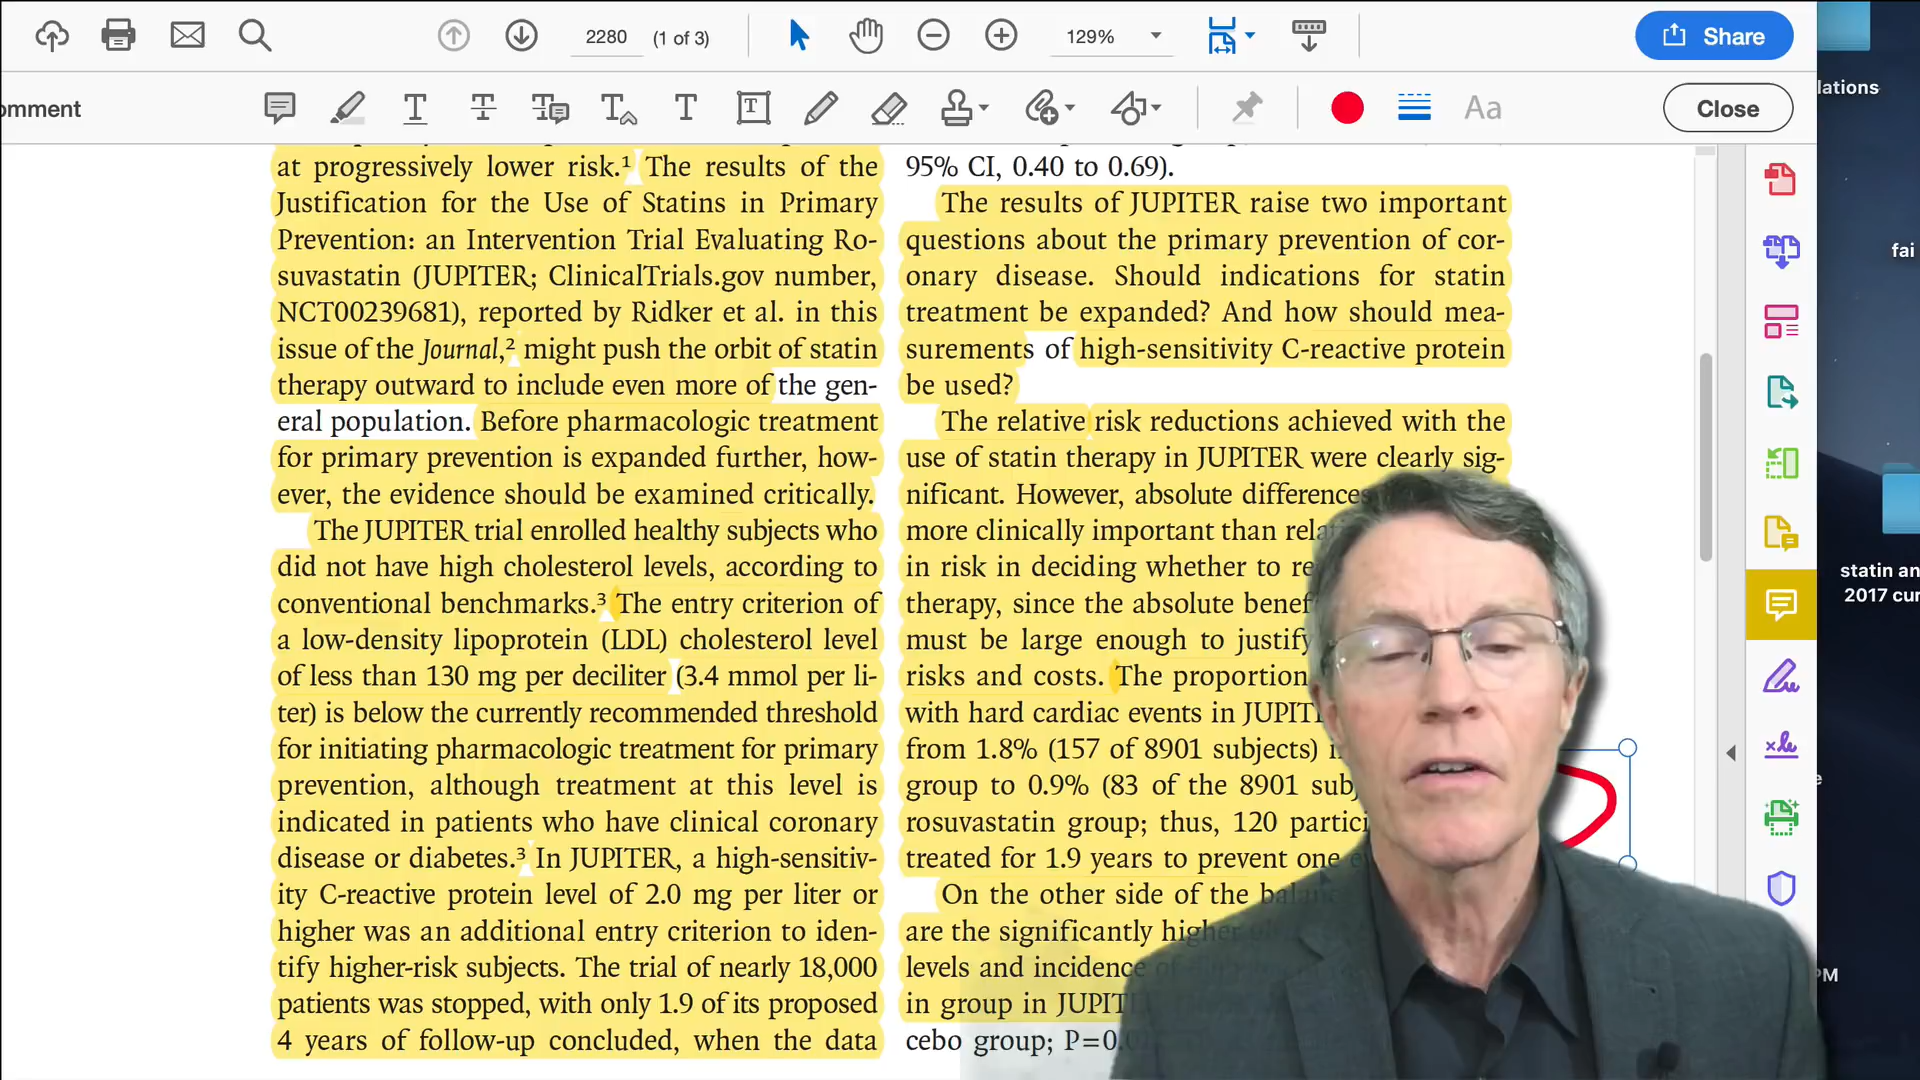 2280 (1 of 3)
129%
Share
lations
omment
Aa
Close
at progressively lower risk.¹ The results of the
Justification for the Use of Statins in Primary
Prevention: an Intervention Trial Evaluating Ro-
suvastatin (JUPITER; ClinicalTrials.gov number,
NCT00239681), reported by Ridker et al. in this
issue of the Journal,² might push the orbit of statin
therapy outward to include even more of the gen-
eral population. Before pharmacologic treatment
for primary prevention is expanded further, how-
ever, the evidence should be examined critically.
The JUPITER trial enrolled healthy subjects who
did not have high cholesterol levels, according to
conventional benchmarks.³ The entry criterion of
a low-density lipoprotein (LDL) cholesterol level
of less than 130 mg per deciliter (3.4 mmol per li-
ter) is below the currently recommended threshold
for initiating pharmacologic treatment for primary
prevention, although treatment at this level is
indicated in patients who have clinical coronary
disease or diabetes.³ In JUPITER, a high-sensitiv-
ity C-reactive protein level of 2.0 mg per liter or
higher was an additional entry criterion to iden-
tify higher-risk subjects. The trial of nearly 18,000
patients was stopped, with only 1.9 of its proposed
4 years of follow-up concluded, when the data
95% CI, 0.40 to 0.69).
The results of JUPITER raise two important
questions about the primary prevention of cor-
onary disease. Should indications for statin
treatment be expanded? And how should mea-
surements of high-sensitivity C-reactive protein
be used?
The relative risk reductions achieved with the
use of statin therapy in JUPITER were clearly sig-
nificant. However, absolute differences
more clinically important than
in risk in deciding whether to
therapy, since the absolute
must be large enough to justify
risks and costs. The proportion
with hard cardiac events in
from 1.8% (157 of 8901 subjects)
group to 0.9% (83 of the 8901
rosuvastatin group; thus, 120
treated for 1.9 years to prevent one
On the other side of the
are the significantly higher
levels and incidence
in group in
cebo group; P=0.0
fai
statin an
2017 cur
e
PM